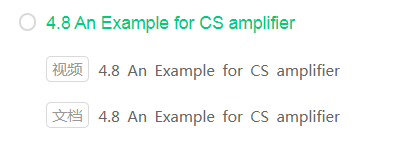 4.8 An Example for CS amplifier
视频 4.8 An Example for CS amplifier
文档 4.8 An Example for CS amplifier